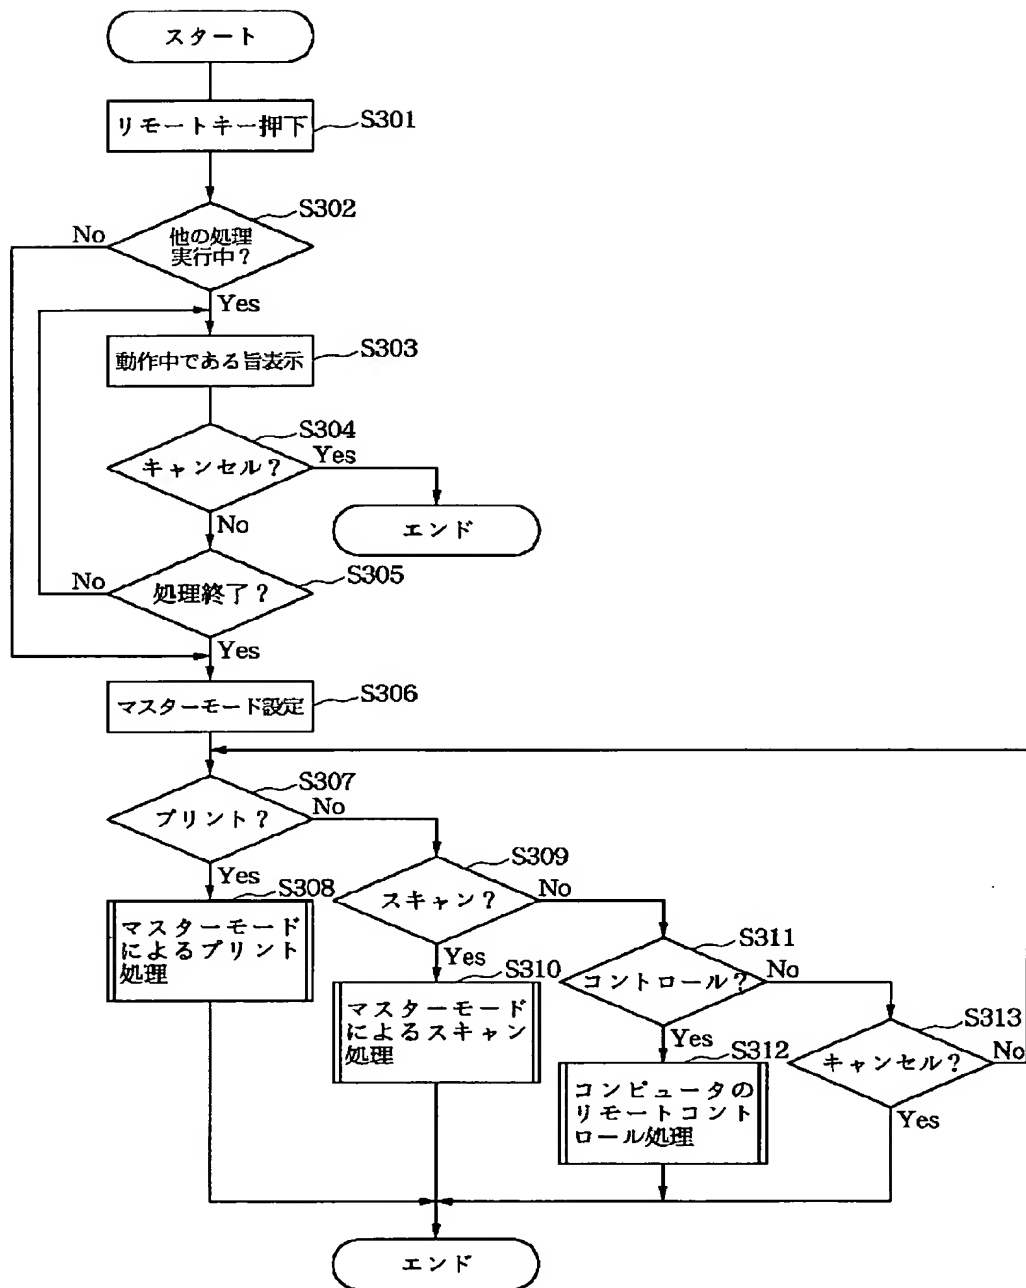 スタート
リモートキー押下
S301
S302
No
他の処理
実行中？
Yes
動作中である旨表示
S303
S304
キャンセル？
Yes
エンド
No
S305
No
処理終了？
Yes
マスターモード設定
S306
S307
プリント？
No
Yes
S308
マスターモード
によるプリント
処理
S309
スキャン？
No
Yes
S310
マスターモード
によるスキャン
処理
S311
コントロール？
No
Yes
S312
コンピュータの
リモートコント
ロール処理
S313
キャンセル？
No
Yes
エンド